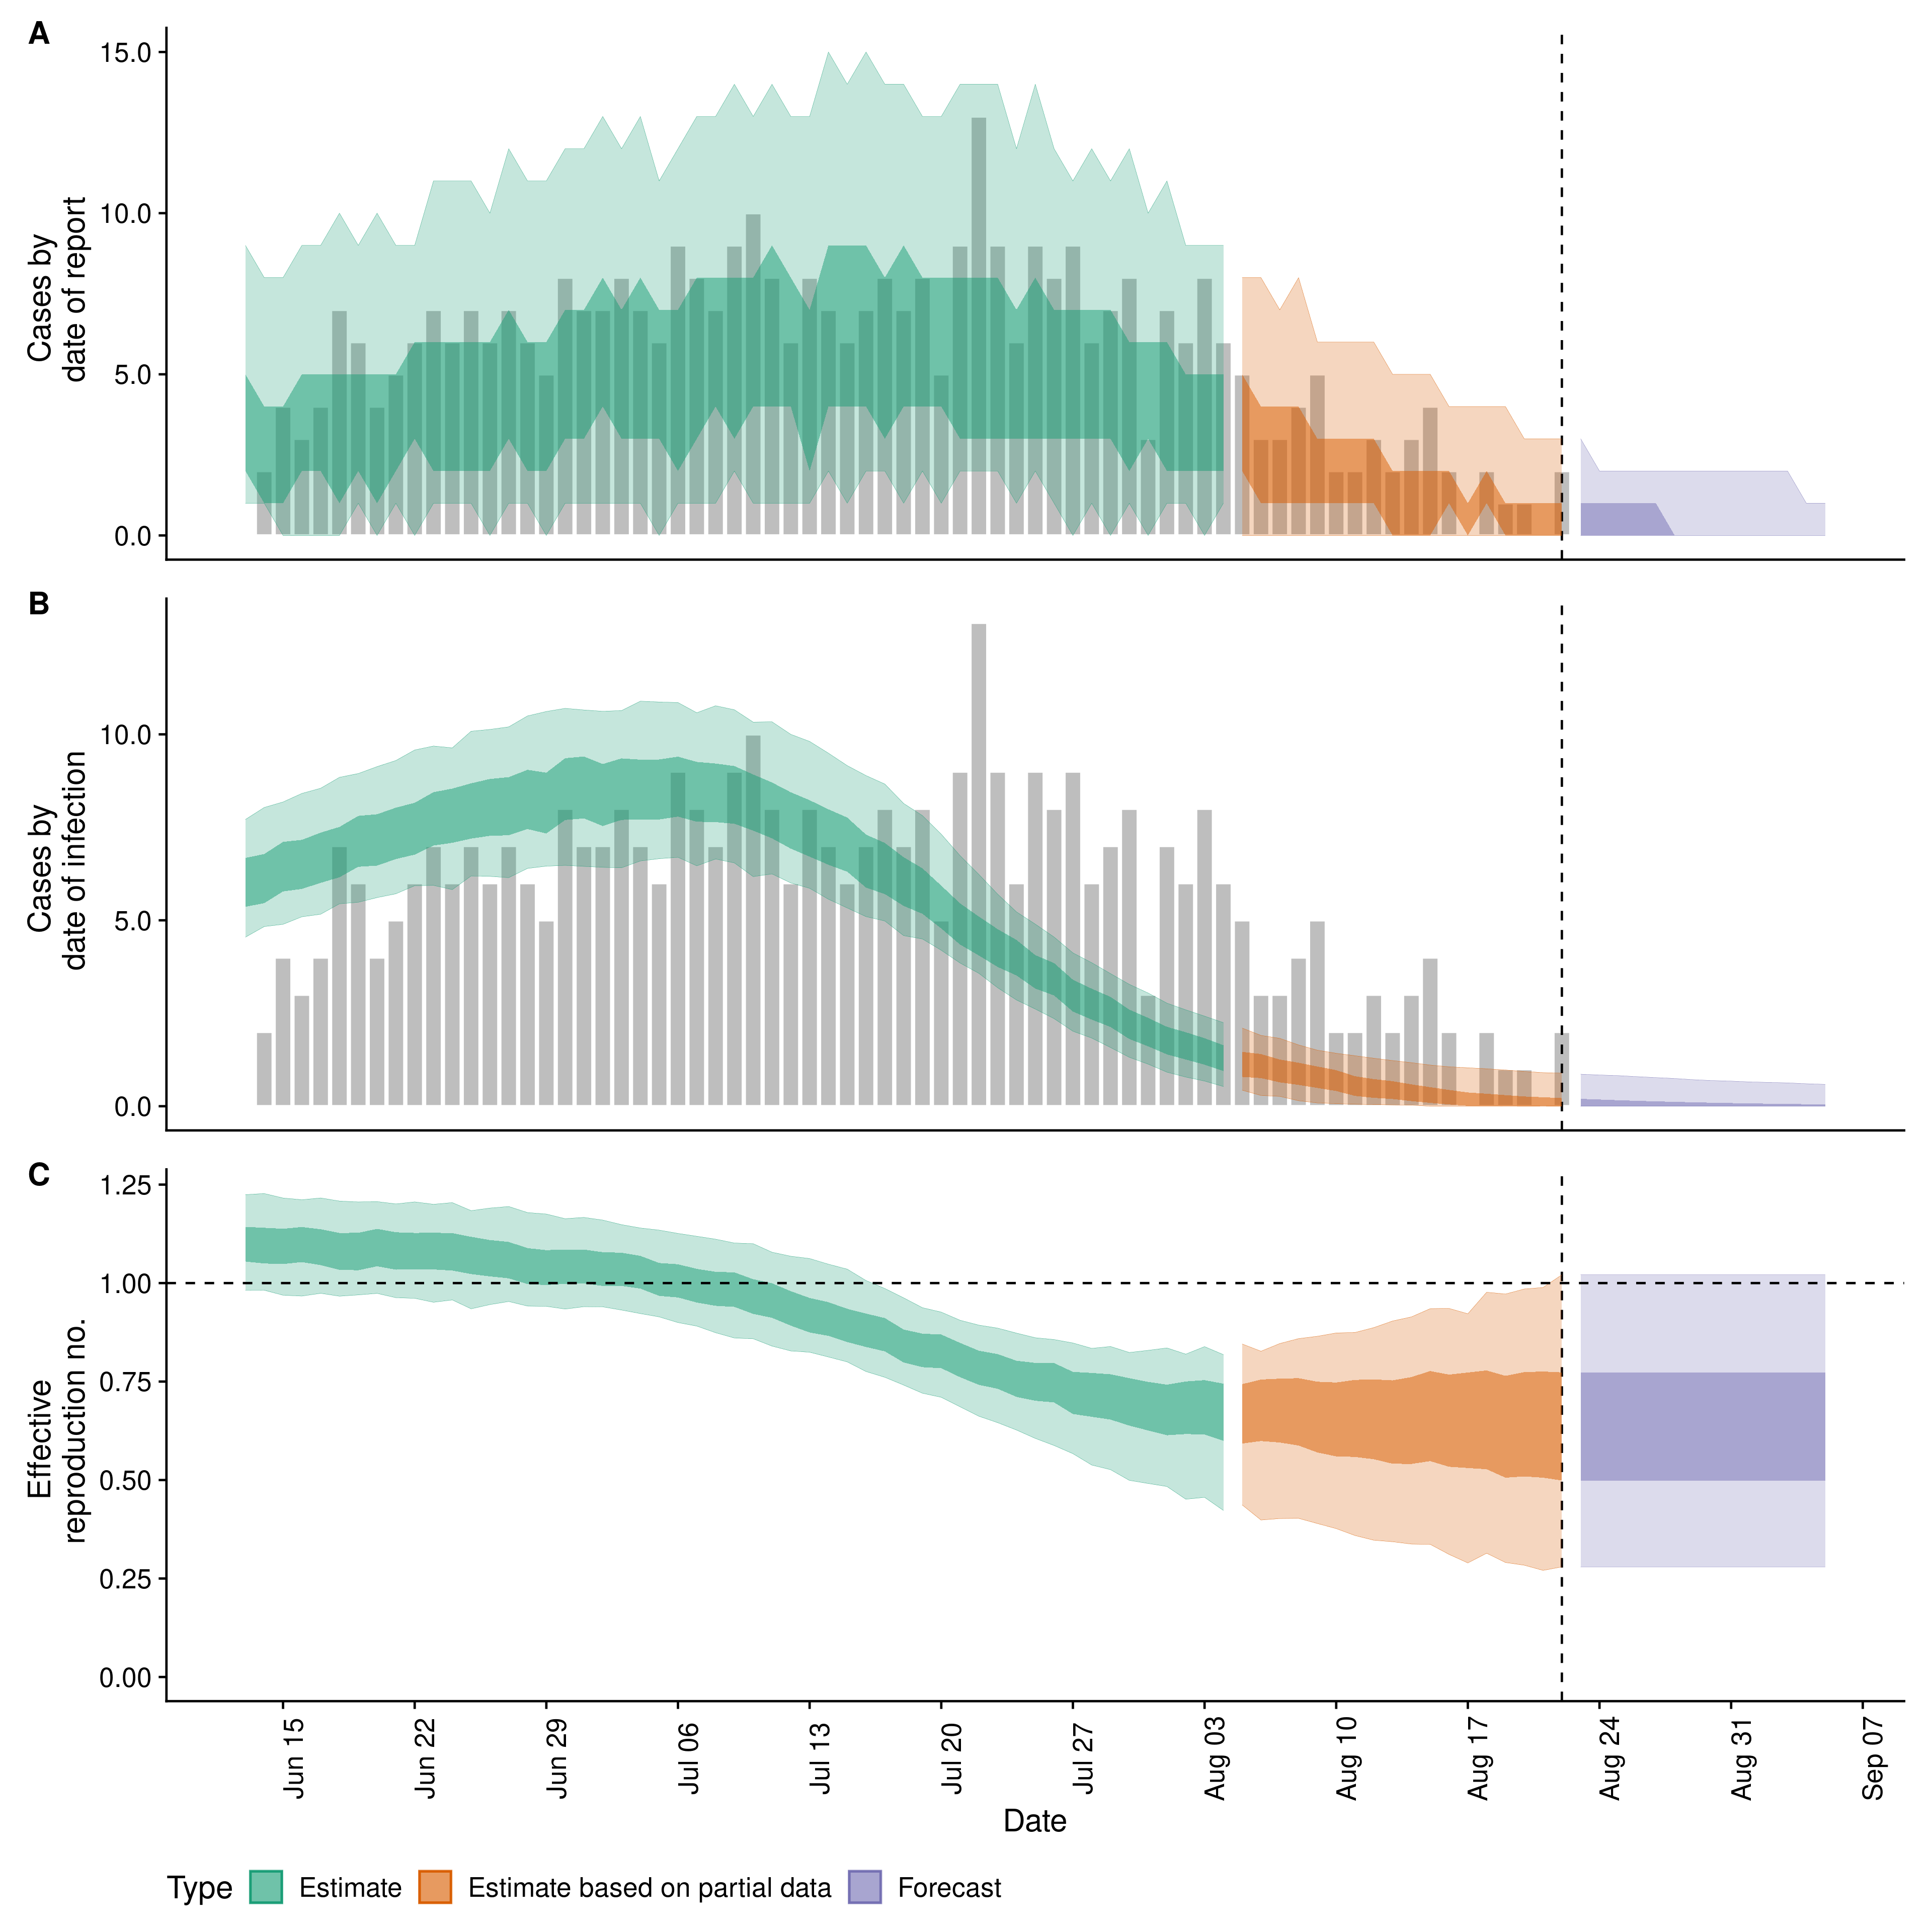 A
15.0
10.0
5.0
0.0
Cases by
date of report
B
10.0
5.0
0.0
Cases by
date of infection
C
1.25
1.00
0.75
0.50
0.25
0.00
Effective
reproduction no.
Jun 15
Jun 22
Jun 29
Jul 06
Jul 13
Jul 20
Jul 27
Aug 03
Aug 10
Aug 17
Aug 24
Aug 31
Sep 07
Date
Type Estimate Estimate based on partial data Forecast